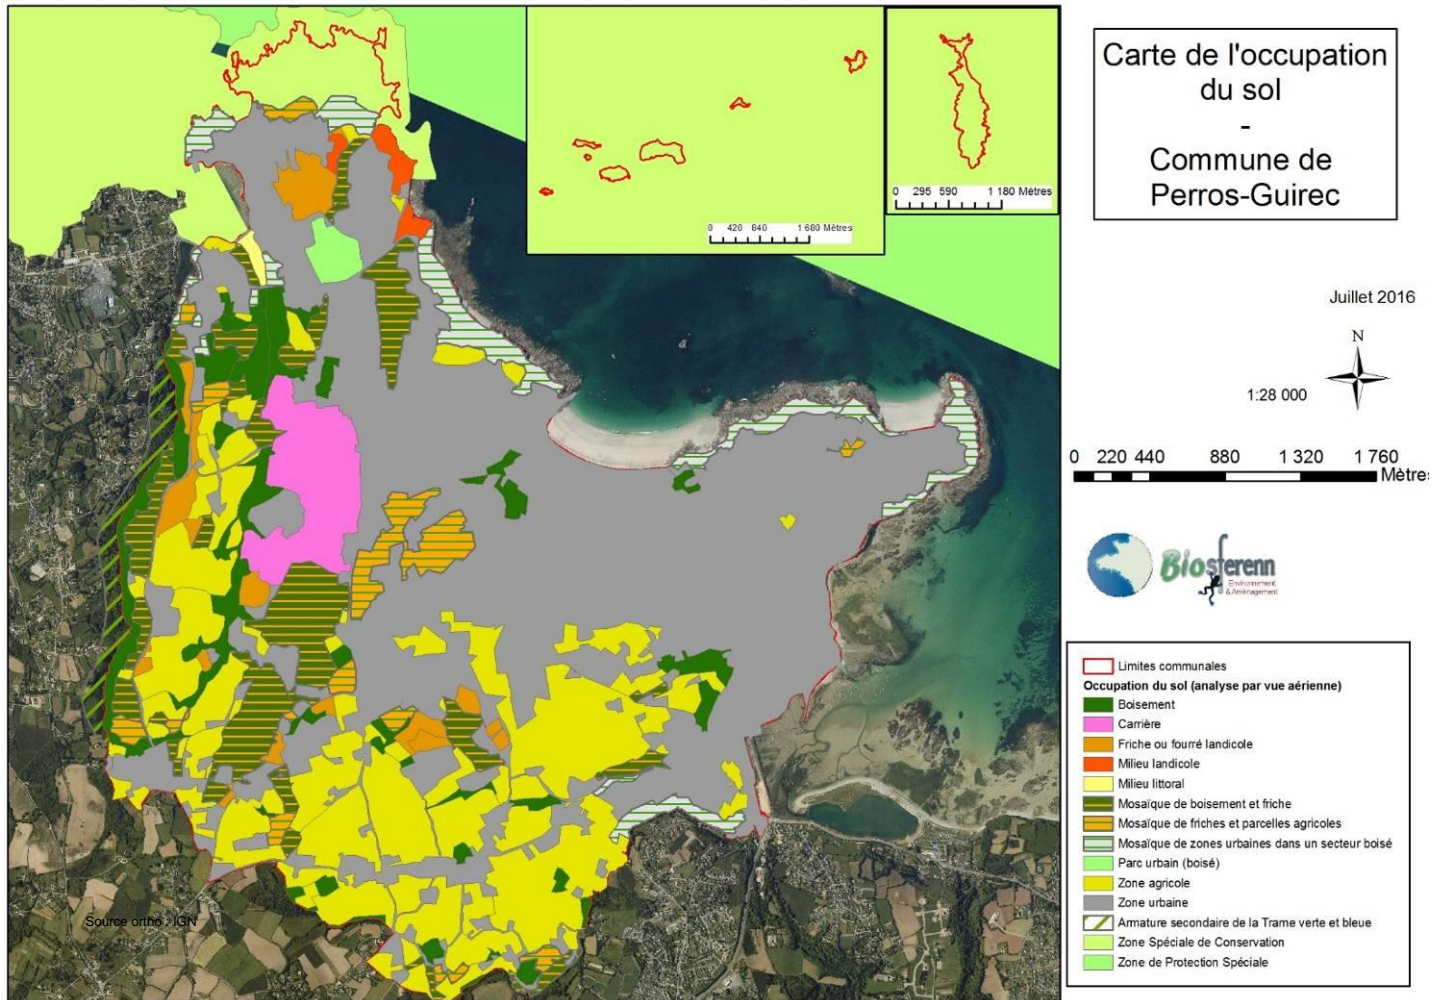 Carte de l'occupation
du sol
-
Commune de
Perros-Guirec
0 420 840 1 680 Mètres
0 295 590 1 180 Mètres
Juillet 2016
N
1:28 000
0 220 440 880 1 320 1 760
Mètres
Biosferenn
Environnement
& Aménagement
Limites communales
Occupation du sol (analyse par vue aérienne)
Boisement
Carrière
Friche ou fourré landicole
Milieu landicole
Milieu littoral
Mosaïque de boisement et friche
Mosaïque de friches et parcelles agricoles
Mosaïque de zones urbaines dans un secteur boisé
Parc urbain (boisé)
Zone agricole
Zone urbaine
Armature secondaire de la Trame verte et bleue
Zone Spéciale de Conservation
Zone de Protection Spéciale
Source ortho : IGN